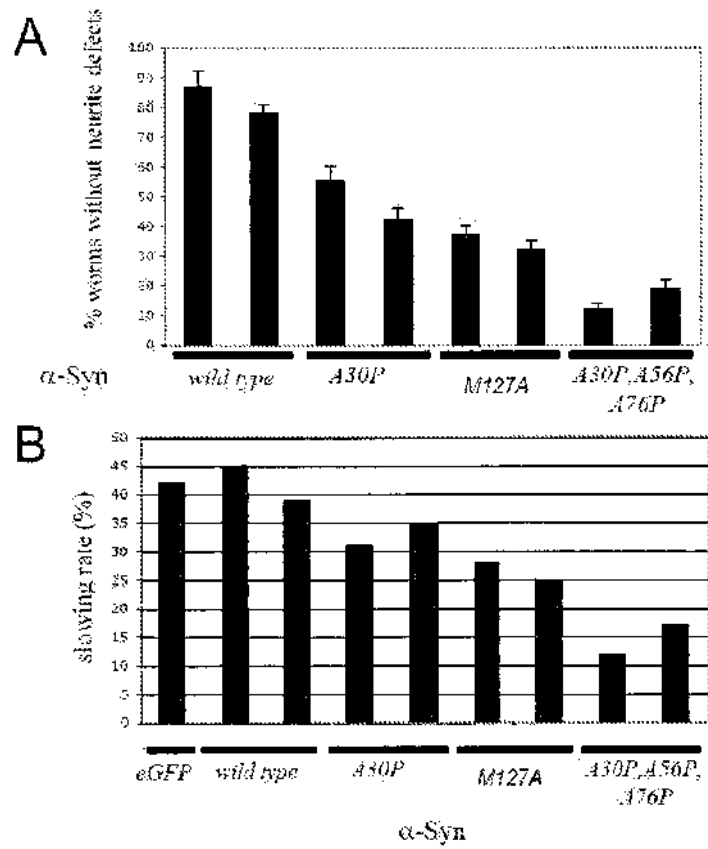 A
% worms without neurite defects
100
90
80
70
60
50
40
30
20
10
0
α-Syn
wild type
A30P
M127A
A30P,A56P,
A76P
B
slowing rate (%)
50
45
40
35
30
25
20
15
10
5
0
eGFP
wild type
A30P
M127A
A30P,A56P,
A76P
α-Syn